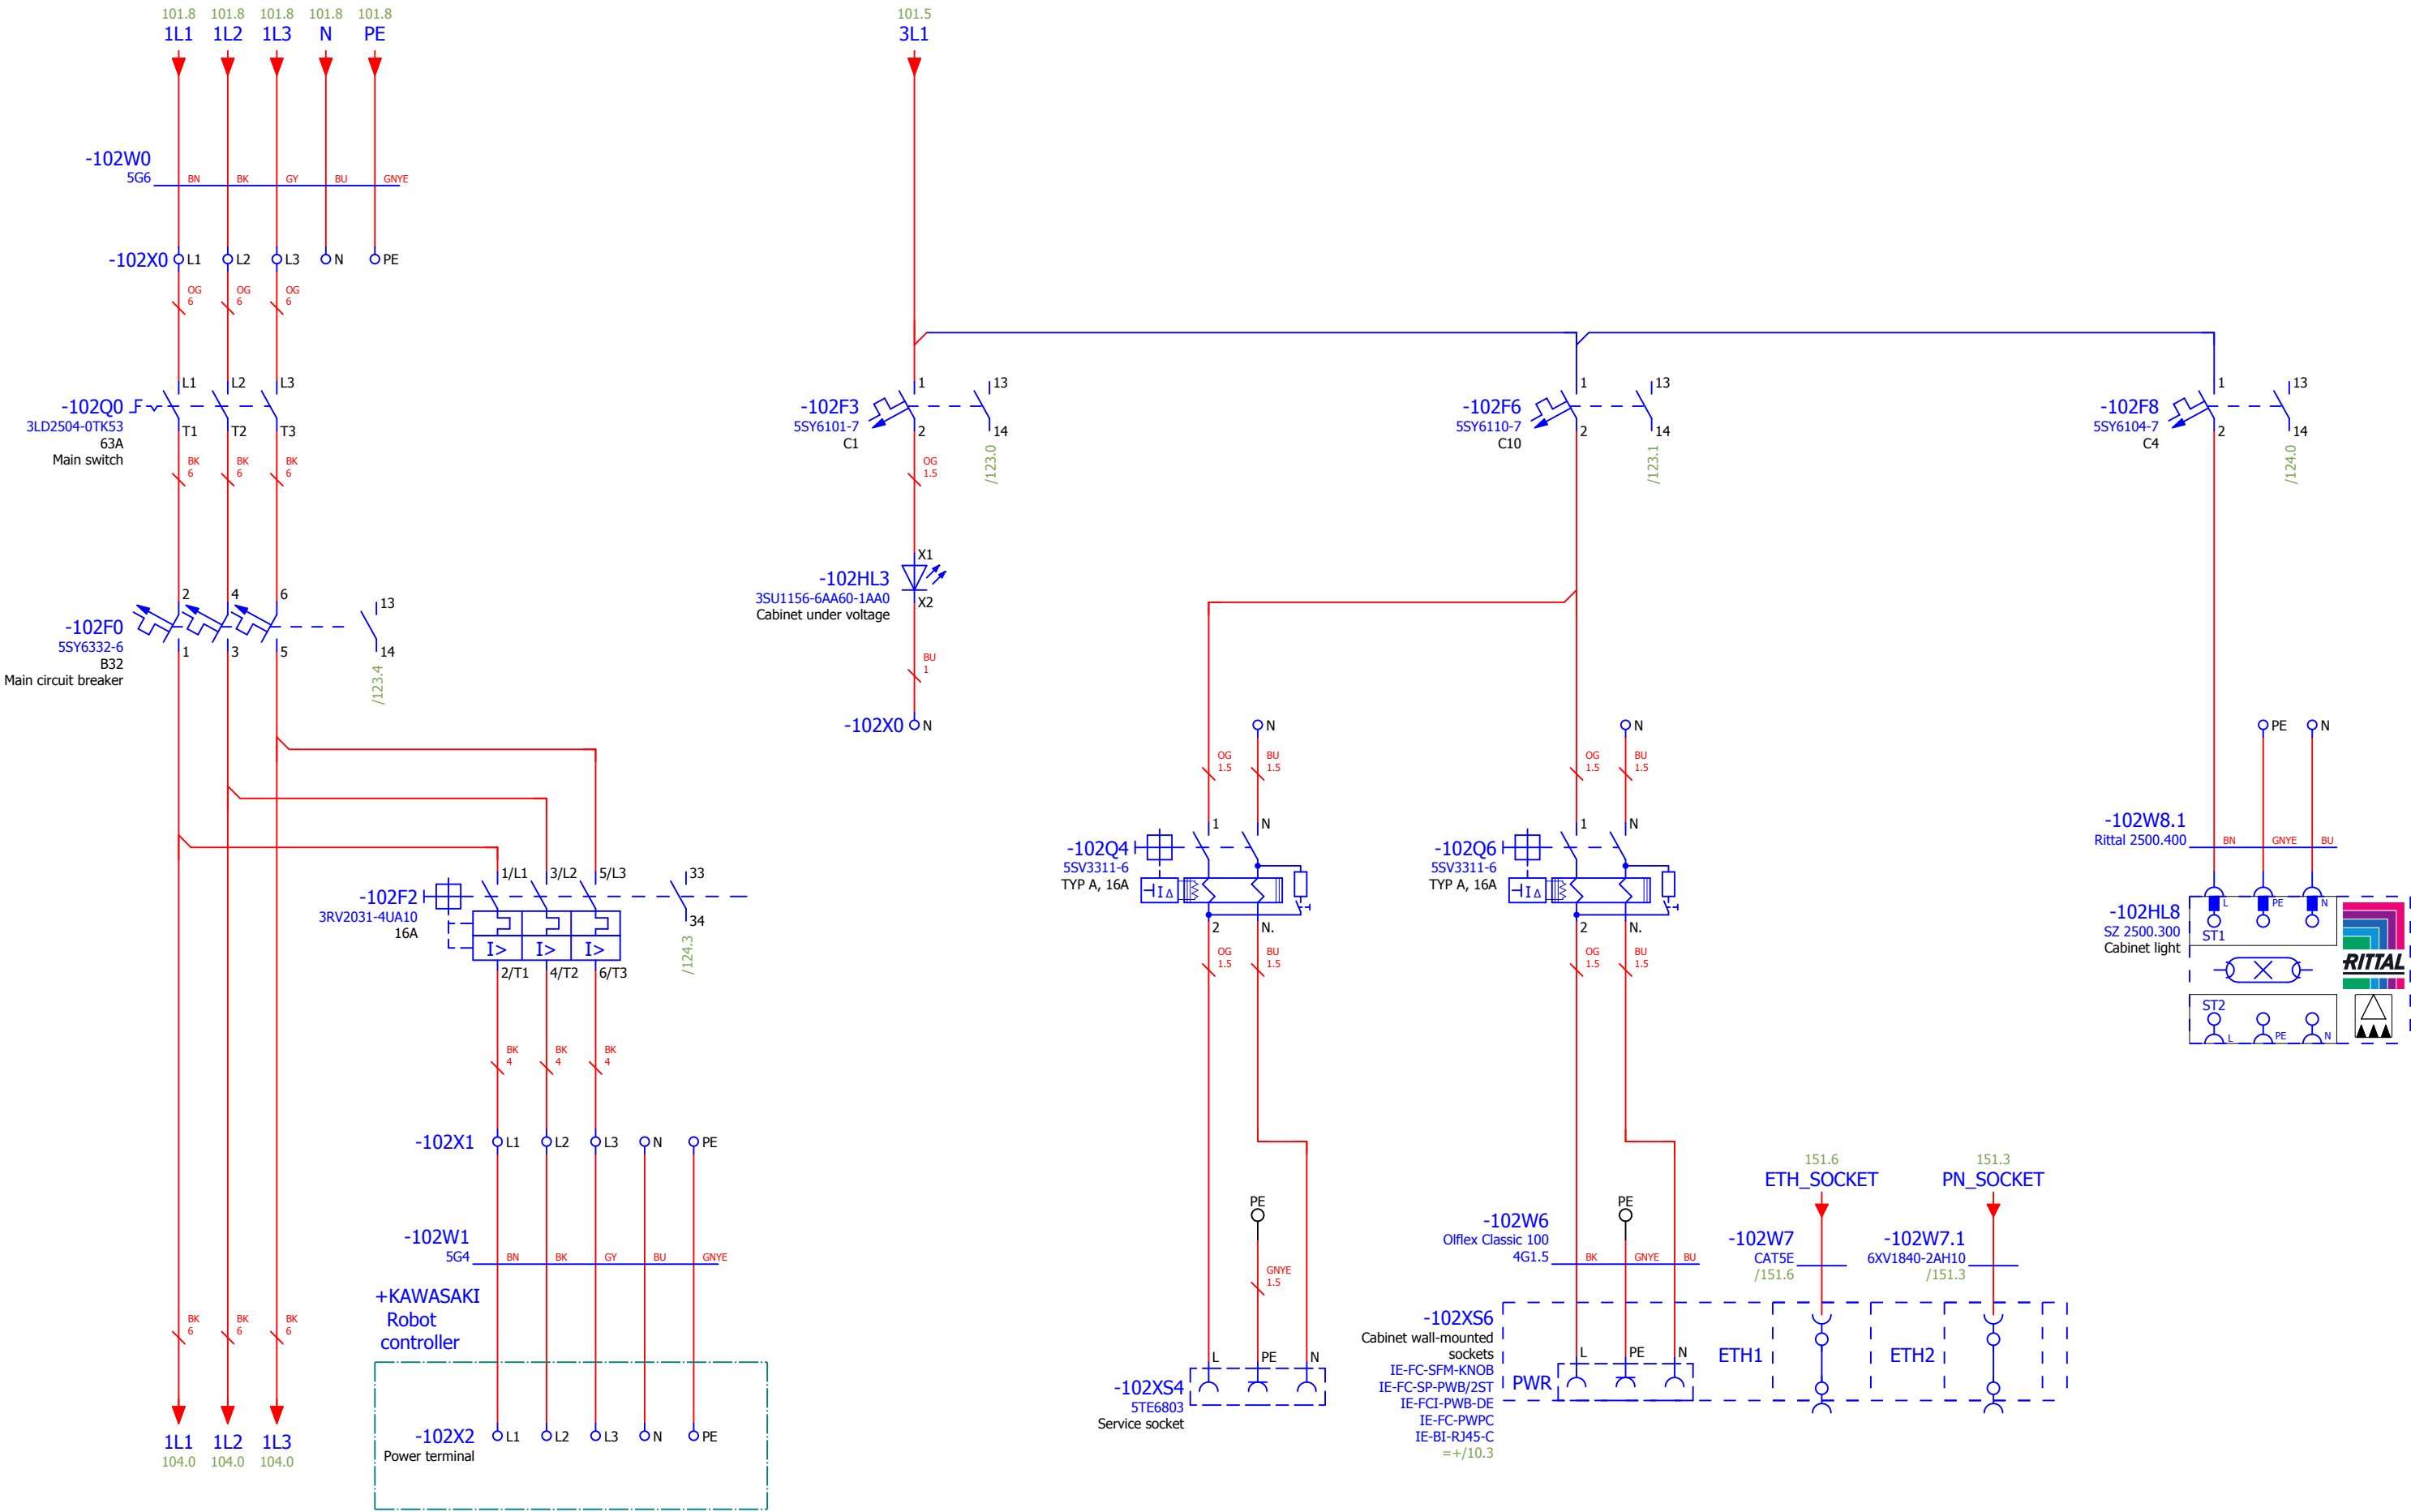 101.8 101.8 101.8 101.8 101.8
1L1 1L2 1L3 N PE
101.5
3L1
-102W0
5G6
BN BK GY BU GNYE
-102X0 L1 L2 L3 N PE
OG OG OG
6 6 6
-102Q0
3LD2504-0TK53
63A
Main switch
L1 L2 L3
T1 T2 T3
BK BK BK
6 6 6
-102F0
5SY6332-6
B32
Main circuit breaker
2 4 6 13
1 3 5 14
/123.4
-102F2
3RV2031-4UA10
16A
1/L1 3/L2 5/L3 33
34
I> I> I>
2/T1 4/T2 6/T3
/124.3
BK BK BK
4 4 4
-102X1 L1 L2 L3 N PE
-102W1
5G4
BN BK GY BU GNYE
+KAWASAKI
Robot
controller
BK BK BK
6 6 6
-102X2 L1 L2 L3 N PE
Power terminal
1L1 1L2 1L3
104.0 104.0 104.0
-102F3
5SY6101-7
C1
1 13
2 14
/123.0
OG
1.5
-102HL3
3SU1156-6AA60-1AA0
Cabinet under voltage
X1
X2
BU
1
-102X0 N
-102F6
5SY6110-7
C10
1 13
2 14
/123.1
-102F8
5SY6104-7
C4
1 13
2 14
/124.0
N
OG BU
1.5 1.5
-102Q4
5SV3311-6
TYP A, 16A
1 N
I Δ
2 N.
OG BU
1.5 1.5
PE
GNYE
1.5
-102XS4
5TE6803
Service socket
L PE N
N
OG BU
1.5 1.5
-102Q6
5SV3311-6
TYP A, 16A
1 N
I Δ
2 N.
OG BU
1.5 1.5
PE
-102W6
Olflex Classic 100
4G1.5
BK GNYE BU
-102XS6
Cabinet wall-mounted
sockets
IE-FC-SFM-KNOB
IE-FC-SP-PWB/2ST
IE-FCI-PWB-DE
IE-FC-PWPC
IE-BI-RJ45-C
=+/10.3
PWR
L PE N
151.6
ETH_SOCKET
-102W7
CAT5E
/151.6
ETH1
151.3
PN_SOCKET
-102W7.1
6XV1840-2AH10
/151.3
ETH2
PE N
-102W8.1
Rittal 2500.400
BN GNYE BU
-102HL8
SZ 2500.300
Cabinet light
L PE N
ST1
RITTAL
ST2
L PE N